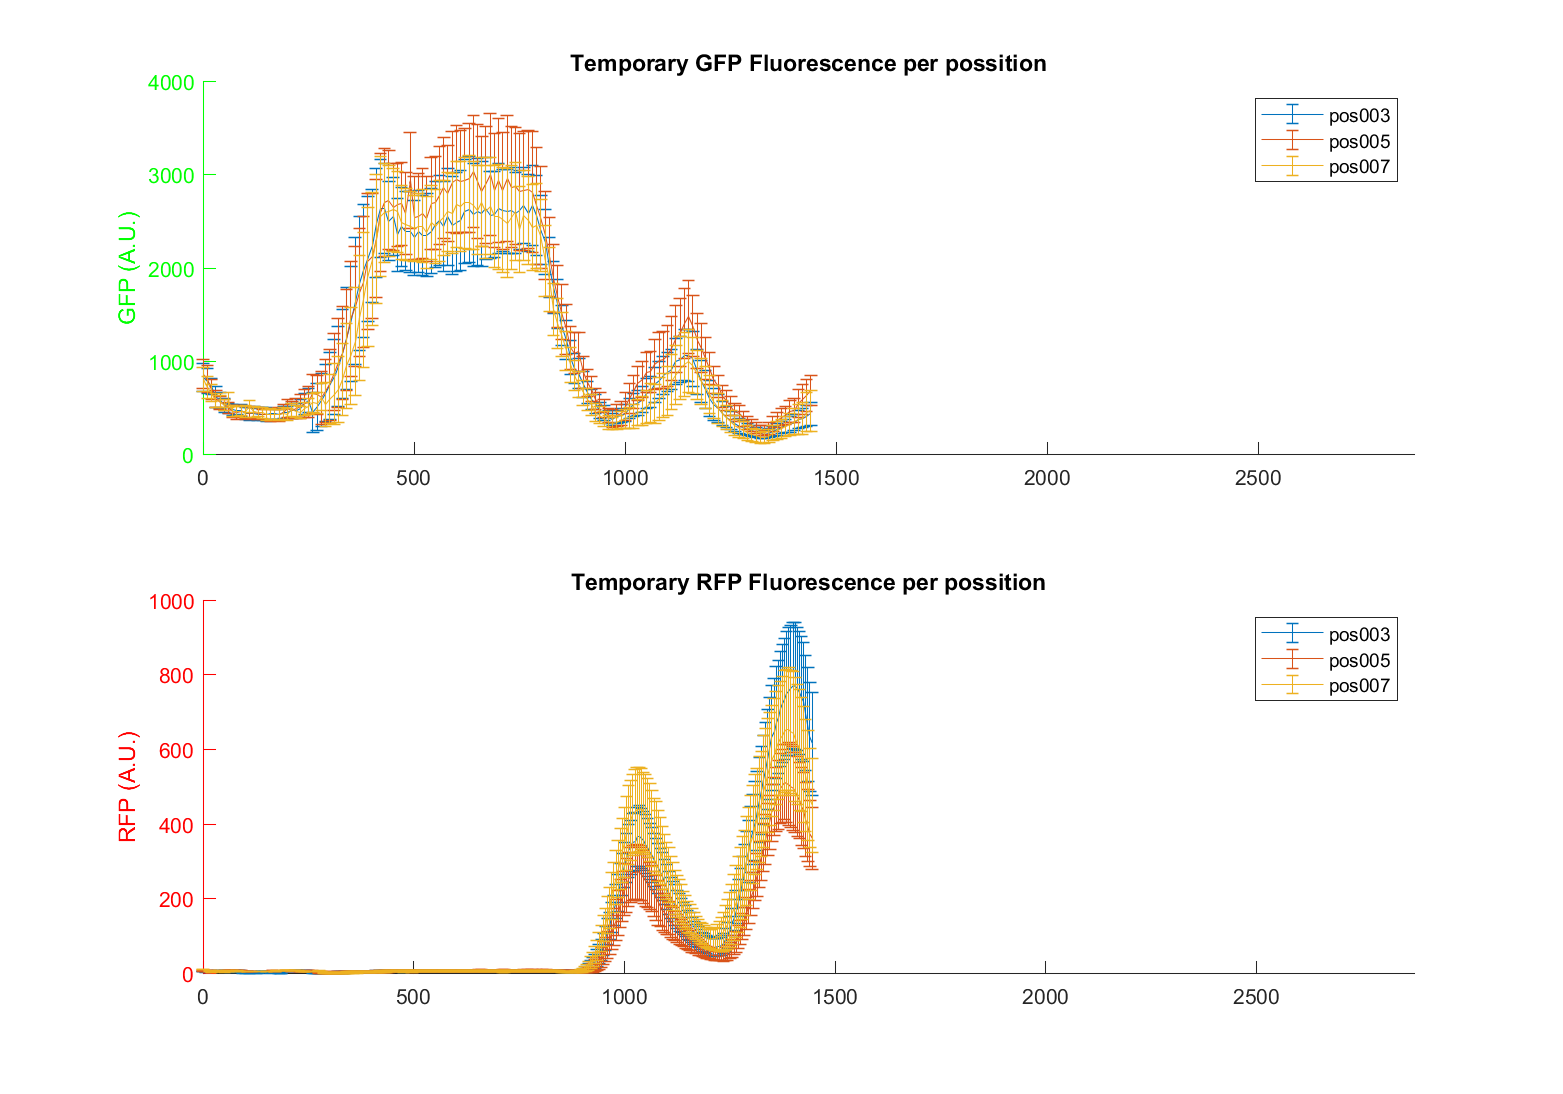 Temporary GFP Fluorescence per possition
4000
3000
2000
1000
0
GFP (A.U.)
pos003
pos005
pos007
0 500 1000 1500 2000 2500
Temporary RFP Fluorescence per possition
1000
800
600
400
200
0
RFP (A.U.)
pos003
pos005
pos007
0 500 1000 1500 2000 2500